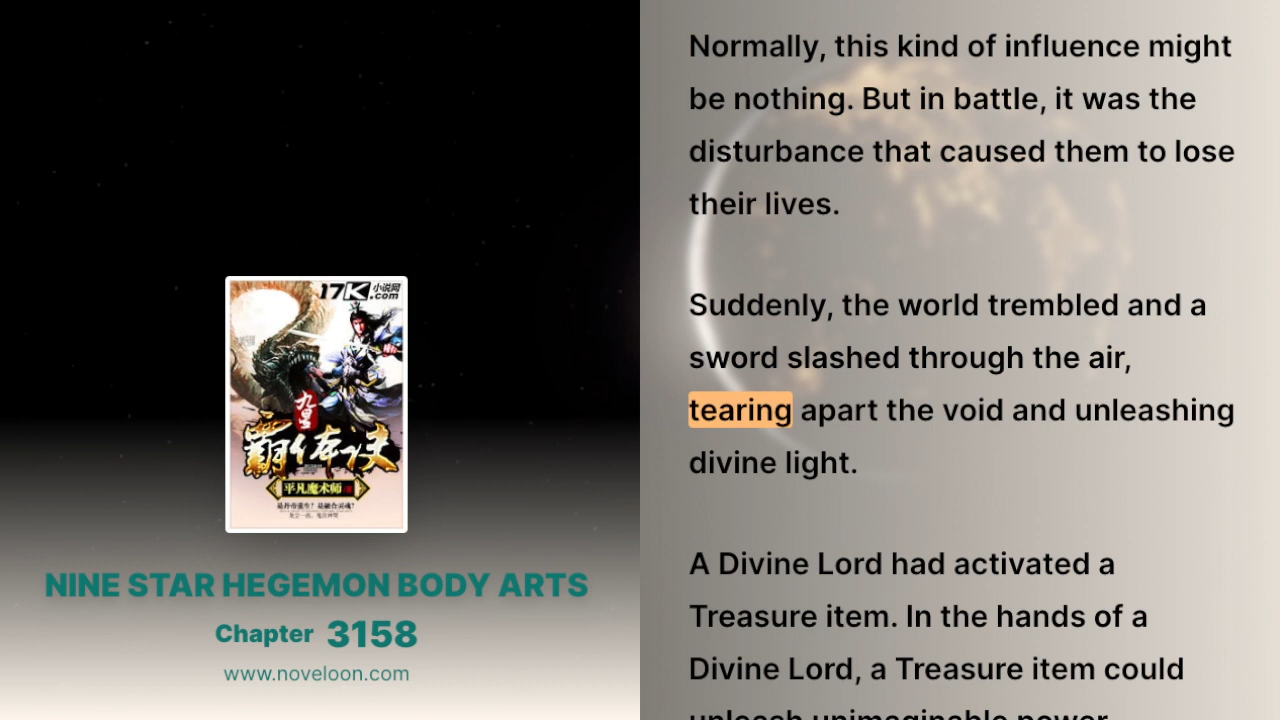 17K 小说网
.com
九星
霸体诀
平凡魔术师
NINE STAR HEGEMON BODY ARTS
Chapter 3158
www.noveloon.com
Normally, this kind of influence might
be nothing. But in battle, it was the
disturbance that caused them to lose
their lives.
Suddenly, the world trembled and a
sword slashed through the air,
tearing apart the void and unleashing
divine light.
A Divine Lord had activated a
Treasure item. In the hands of a
Divine Lord, a Treasure item could
unleash unimaginable power